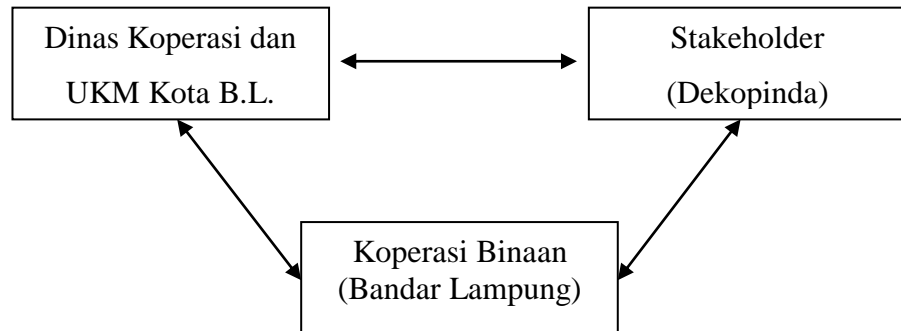 Dinas Koperasi dan
UKM Kota B.L.
Stakeholder
(Dekopinda)
Koperasi Binaan
(Bandar Lampung)